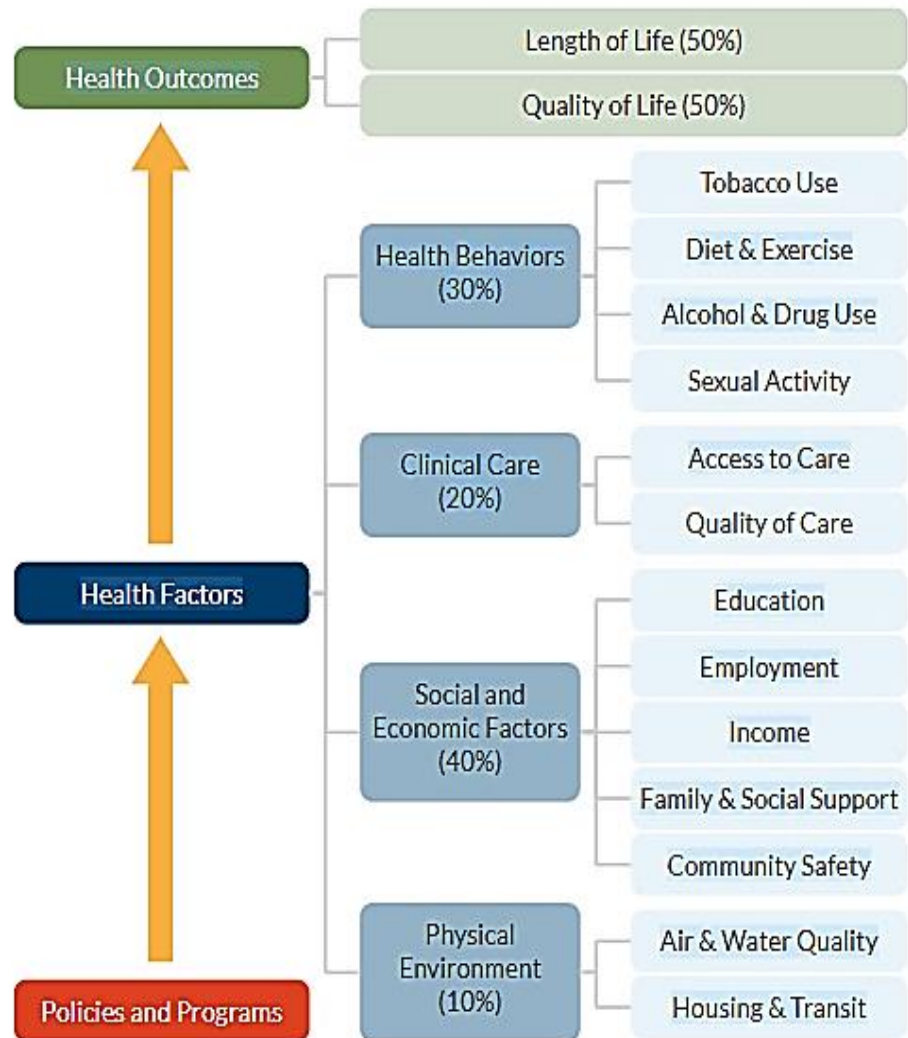 Health Outcomes
Length of Life (50%)
Quality of Life (50%)
Health Factors
Health Behaviors
(30%)
Tobacco Use
Diet & Exercise
Alcohol & Drug Use
Sexual Activity
Clinical Care
(20%)
Access to Care
Quality of Care
Social and
Economic Factors
(40%)
Education
Employment
Income
Family & Social Support
Community Safety
Physical
Environment
(10%)
Air & Water Quality
Housing & Transit
Policies and Programs